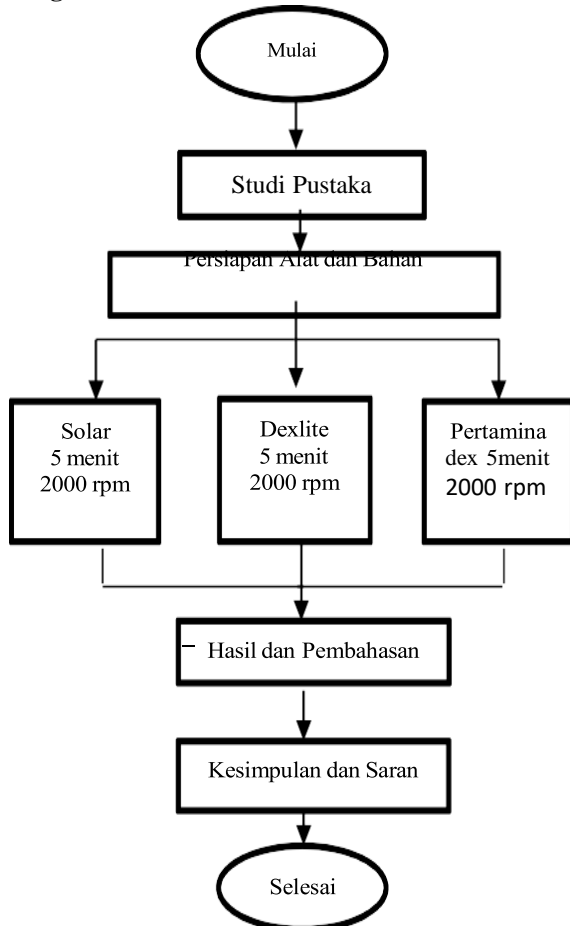 Mulai
Studi Pustaka
Persiapan Alat dan Bahan
Solar
5 menit
2000 rpm
Dexlite
5 menit
2000 rpm
Pertamina
dex 5menit
2000 rpm
Hasil dan Pembahasan
Kesimpulan dan Saran
Selesai